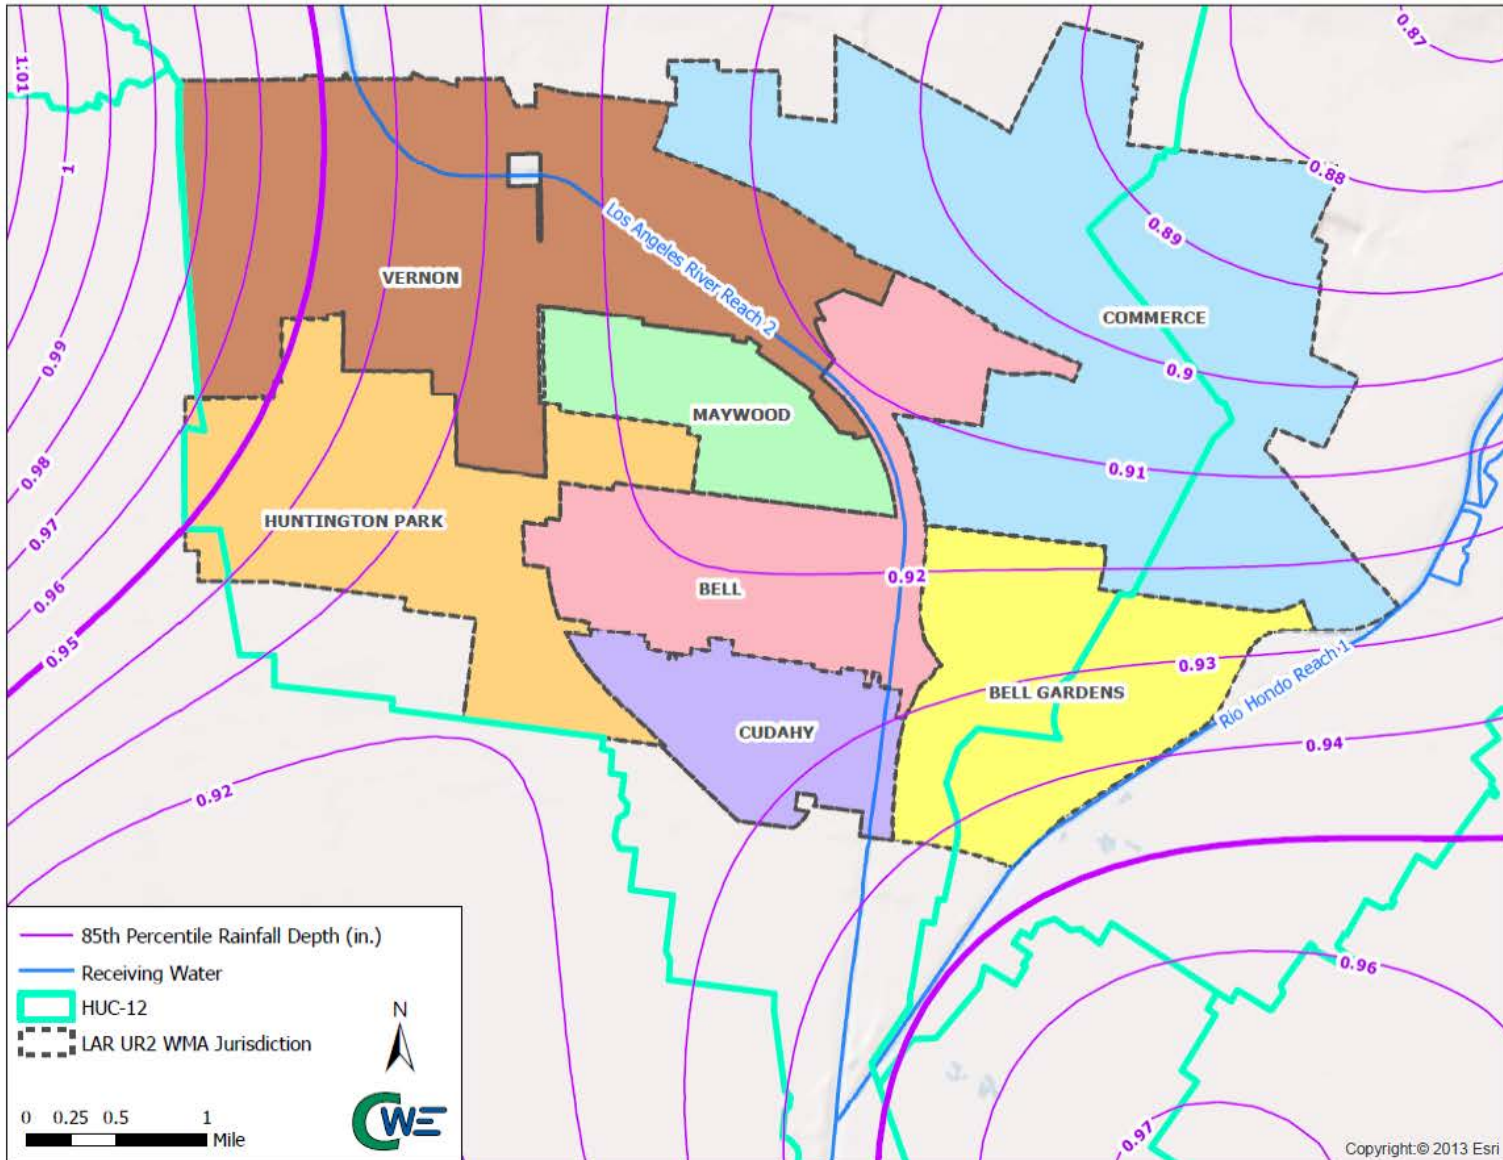 0.87
1.01
0.88
1
0.89
Los Angeles River Reach 2
VERNON
COMMERCE
0.99
0.9
MAYWOOD
0.98
0.91
HUNTINGTON PARK
0.97
0.92
BELL
0.96
0.95
0.93
Rio Hondo Reach 1
BELL GARDENS
CUDAHY
0.94
0.92
85th Percentile Rainfall Depth (in.)
Receiving Water
HUC-12
LAR UR2 WMA Jurisdiction
N
0 0.25 0.5 1
Mile
CWE
0.96
0.97
Copyright:© 2013 Esri